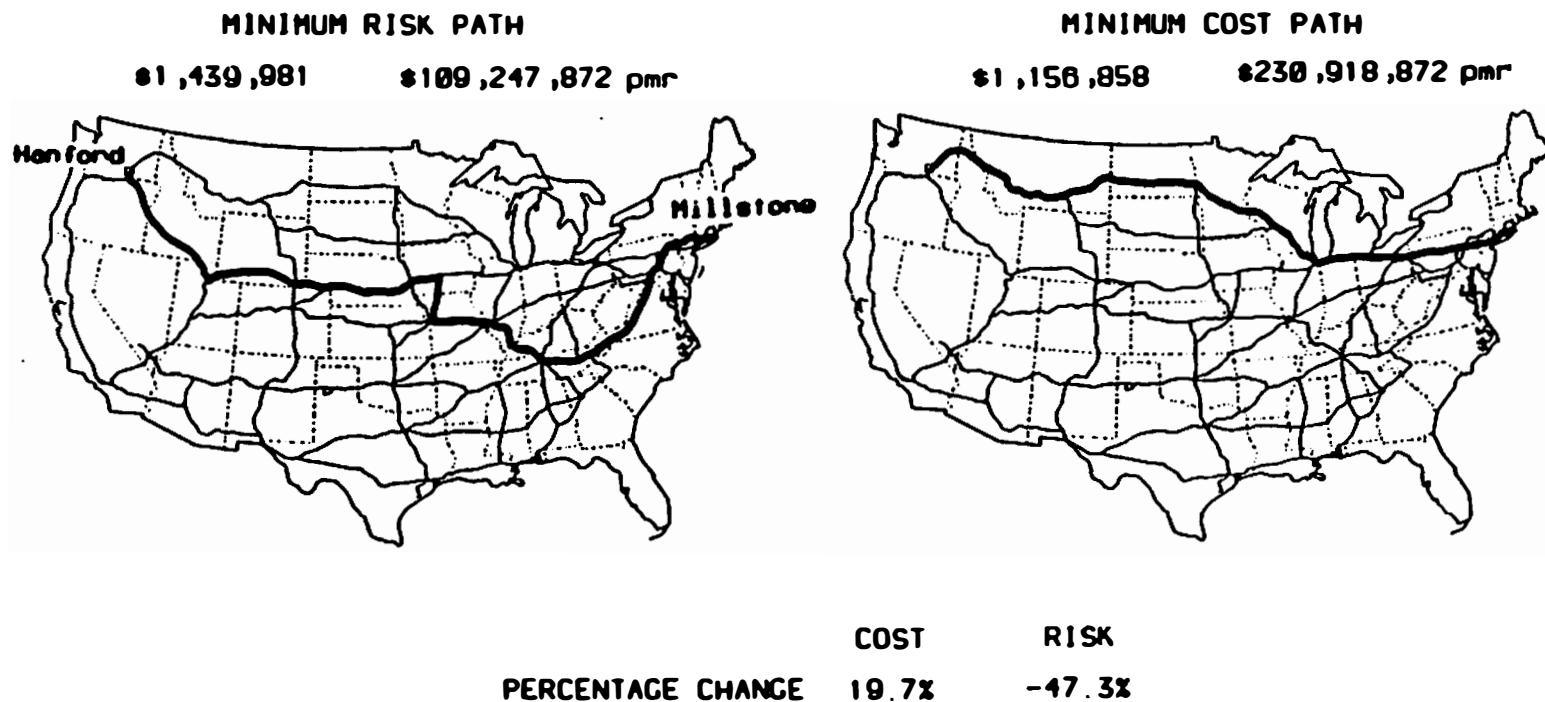 MINIMUM RISK PATH
$1,439,981 $109,247,872 pmr
Hanford
Millstone
MINIMUM COST PATH
$1,156,858 $230,918,872 pmr
COST RISK
PERCENTAGE CHANGE 19.7% -47.3%